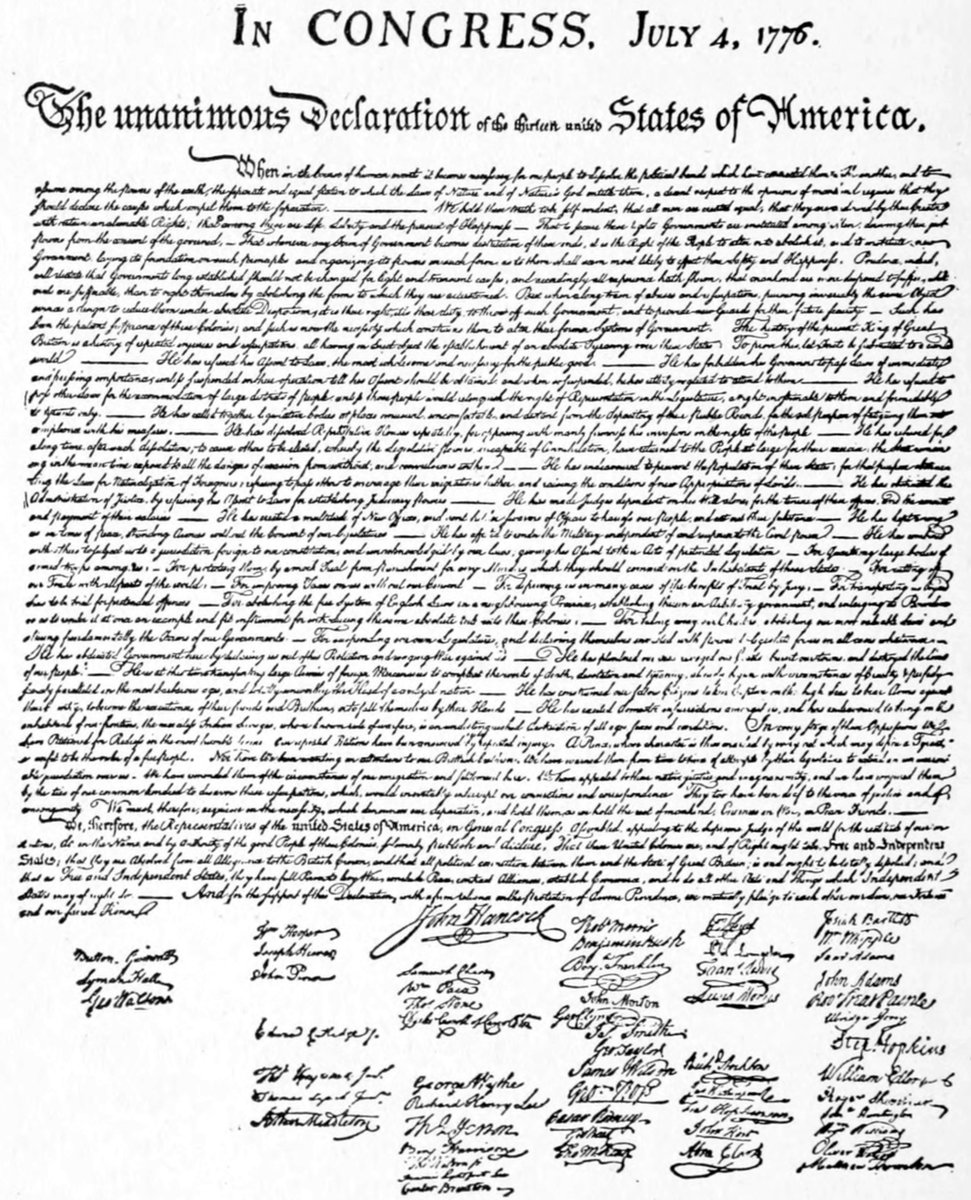 IN CONGRESS, JULY 4, 1776.
The unanimous Declaration of the thirteen united States of America.
When in the Course of human events it becomes necessary for one people to dissolve the political bands which have connected them with another, and to
assume among the powers of the earth, the separate and equal station to which the Laws of Nature and of Nature's God entitle them, a decent respect to the opinions of mankind requires that they
should declare the causes which impel them to the separation. We hold these truths to be self-evident, that all men are created equal, that they are endowed by their Creator
with certain unalienable Rights, that among these are Life, Liberty and the pursuit of Happiness — That to secure these rights Governments are instituted among Men, deriving their just
powers from the consent of the governed, — That whenever any Form of Government becomes destructive of these ends, it is the Right of the People to alter or to abolish it, and to institute new
Government, laying its foundation on such principles and organizing its powers in such form, as to them shall seem most likely to effect their Safety and Happiness. Prudence, indeed,
will dictate that Governments long established should not be changed for light and transient causes; and accordingly all experience hath shewn, that mankind are more disposed to suffer, while
evils are sufferable, than to right themselves by abolishing the forms to which they are accustomed. But when a long train of abuses and usurpations, pursuing invariably the same Object
evinces a design to reduce them under absolute Despotism, it is their right, it is their duty, to throw off such Government, and to provide new Guards for their future security. — Such has
been the patient sufferance of these Colonies; and such is now the necessity which constrains them to alter their former Systems of Government. The history of the present King of Great
Britain is a history of repeated injuries and usurpations, all having in direct object the establishment of an absolute Tyranny over these States. To prove this, let Facts be submitted to a candid
world. He has refused his Assent to Laws, the most wholesome and necessary for the public good. He has forbidden his Governors to pass Laws of immediate
and pressing importance, unless suspended in their operation till his Assent should be obtained; and when so suspended, he has utterly neglected to attend to them. He has refused to
pass other Laws for the accommodation of large districts of people, unless those people would relinquish the right of Representation in the Legislature, a right inestimable to them and formidable
to tyrants only. He has called together legislative bodies at places unusual, uncomfortable, and distant from the depository of their Public Records, for the sole purpose of fatiguing them into
compliance with his measures. He has dissolved Representative Houses repeatedly, for opposing with manly firmness his invasions on the rights of the people. He has refused for
a long time, after such dissolutions, to cause others to be elected; whereby the Legislative powers, incapable of Annihilation, have returned to the People at large for their exercise; the State remain-
ing in the mean time exposed to all the dangers of invasion from without, and convulsions within. He has endeavoured to prevent the population of these States; for that purpose obstruc-
ting the Laws for Naturalization of Foreigners; refusing to pass others to encourage their migrations hither, and raising the conditions of new Appropriations of Lands. He has obstructed the
Administration of Justice, by refusing his Assent to Laws for establishing Judiciary powers. He has made Judges dependent on his Will alone, for the tenure of their offices, and the amount
and payment of their salaries. He has erected a multitude of New Offices, and sent hither swarms of Officers to harrass our people, and eat out their substance. He has kept among
us, in times of peace, Standing Armies without the Consent of our legislatures. He has affected to render the Military independent of and superior to the Civil power. He has combined
with others to subject us to a jurisdiction foreign to our constitution, and unacknowledged by our laws; giving his Assent to their Acts of pretended Legislation: For Quartering large bodies of
armed troops among us: — For protecting them, by a mock Trial, from punishment for any Murders which they should commit on the Inhabitants of these States: — For cutting off
our Trade with all parts of the world: — For imposing Taxes on us without our Consent: — For depriving us in many cases, of the benefits of Trial by Jury: — For transporting us beyond
Seas to be tried for pretended offences — For abolishing the free System of English Laws in a neighbouring Province, establishing therein an Arbitrary government, and enlarging its Boundaries
so as to render it at once an example and fit instrument for introducing the same absolute rule into these Colonies: — For taking away our Charters, abolishing our most valuable Laws, and
altering fundamentally the Forms of our Governments: — For suspending our own Legislatures, and declaring themselves invested with power to legislate for us in all cases whatsoever. —
He has abdicated Government here, by declaring us out of his Protection and waging War against us. He has plundered our seas, ravaged our Coasts, burnt our towns, and destroyed the lives
of our people. He is at this time transporting large Armies of foreign Mercenaries to compleat the works of death, desolation and tyranny, already begun with circumstances of Cruelty & perfidy
scarcely paralleled in the most barbarous ages, and totally unworthy the Head of a civilized nation. He has constrained our fellow Citizens taken Captive on the high Seas to bear Arms against
their Country, to become the executioners of their friends and Brethren, or to fall themselves by their Hands. He has excited domestic insurrections amongst us, and has endeavoured to bring on the
inhabitants of our frontiers, the merciless Indian Savages, whose known rule of warfare, is an undistinguished destruction of all ages, sexes and conditions. In every stage of these Oppressions We
have Petitioned for Redress in the most humble terms: Our repeated Petitions have been answered by repeated injury. A Prince, whose character is thus marked by every act which may define a Tyrant,
is unfit to be the ruler of a free people. Nor have We been wanting in attentions to our Brittish brethren. We have warned them from time to time of attempts by their legislature to extend an unwarrant-
able jurisdiction over us. We have reminded them of the circumstances of our emigration and settlement here. We have appealed to their native justice and magnanimity, and we have conjured them
by the ties of our common kindred to disavow these usurpations, which, would inevitably interrupt our connections and correspondence. They too have been deaf to the voice of justice and of
consanguinity. We must, therefore, acquiesce in the necessity, which denounces our Separation, and hold them, as we hold the rest of mankind, Enemies in War, in Peace Friends.
We, therefore, the Representatives of the united States of America, in General Congress, Assembled, appealing to the Supreme Judge of the world for the rectitude of our in-
tentions, do, in the Name, and by Authority of the good People of these Colonies, solemnly publish and declare, That these United Colonies are, and of Right ought to be Free and Independent
States; that they are Absolved from all Allegiance to the British Crown, and that all political connection between them and the State of Great Britain, is and ought to be totally dissolved; and
that as Free and Independent States, they have full Power to levy War, conclude Peace, contract Alliances, establish Commerce, and to do all other Acts and Things which Independent
States may of right do. And for the support of this Declaration, with a firm reliance on the protection of divine Providence, we mutually pledge to each other our Lives, our Fortunes
and our sacred Honor.
Button Gwinnett
Lyman Hall
Geo Walton
Wm Hooper
Joseph Hewes
John Penn
Edward Rutledge
Thos Heyward Junr
Thomas Lynch Junr
Arthur Middleton
John Hancock
Samuel Chase
Wm Paca
Thos Stone
Charles Carroll of Carrollton
George Wythe
Richard Henry Lee
Th Jefferson
Benj Harrison
Thos Nelson jr
Francis Lightfoot Lee
Carter Braxton
Robt Morris
Benjamin Rush
Benj Franklin
John Morton
Geo Clymer
Jas Smith
Geo Taylor
James Wilson
Geo Ross
Caesar Rodney
Geo Read
Tho M:Kean
Wm Floyd
Phil Livingston
Frans Lewis
Lewis Morris
Richd Stockton
Jno Witherspoon
Fras Hopkinson
John Hart
Abra Clark
Josiah Bartlett
Wm Whipple
Saml Adams
John Adams
Robt Treat Paine
Elbridge Gerry
Step Hopkins
William Ellery
Roger Sherman
Saml Huntington
Wm Williams
Oliver Wolcott
Matthew Thornton